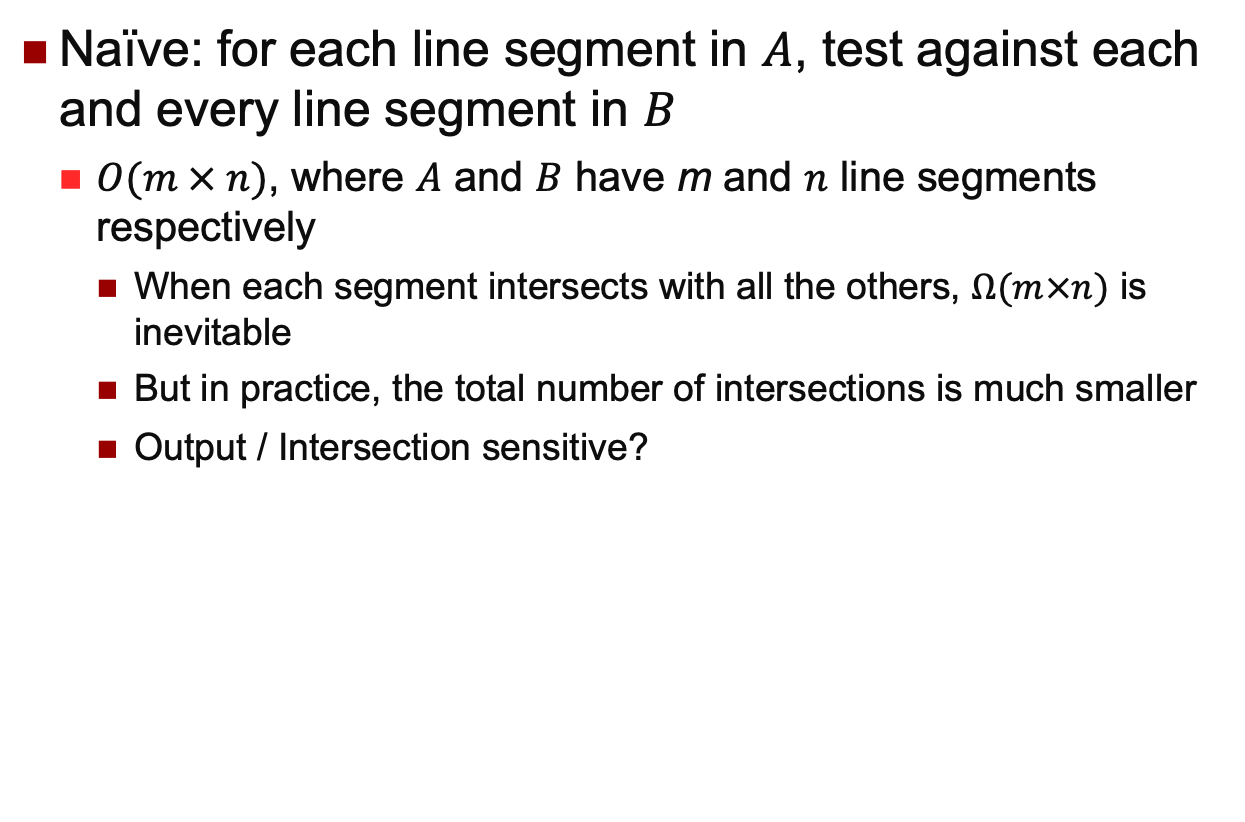 Naïve: for each line segment in A, test against each
and every line segment in B
O(m × n), where A and B have m and n line segments
respectively
When each segment intersects with all the others, Ω(m×n) is
inevitable
But in practice, the total number of intersections is much smaller
Output / Intersection sensitive?